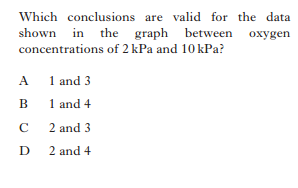 Which conclusions are valid for the data
shown in the graph between oxygen
concentrations of 2 kPa and 10 kPa?
A 1 and 3
B 1 and 4
C 2 and 3
D 2 and 4